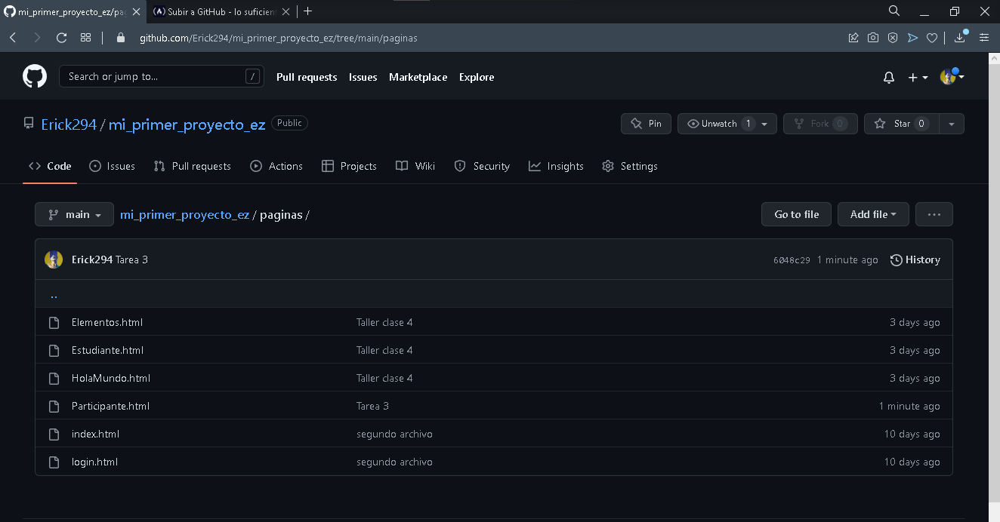 mi_primer_proyecto_ez/pag
Subir a GitHub - lo suficien
github.com/Erick294/mi_primer_proyecto_ez/tree/main/paginas
Search or jump to... /
Pull requests Issues Marketplace Explore
Erick294 / mi_primer_proyecto_ez Public
Pin Unwatch 1 Fork 0 Star 0
Code Issues Pull requests Actions Projects Wiki Security Insights Settings
main mi_primer_proyecto_ez / paginas / Go to file Add file ...
Erick294 Tarea 3 6048c29 1 minute ago History
..
Elementos.html Taller clase 4 3 days ago
Estudiante.html Taller clase 4 3 days ago
HolaMundo.html Taller clase 4 3 days ago
Participante.html Tarea 3 1 minute ago
index.html segundo archivo 10 days ago
login.html segundo archivo 10 days ago